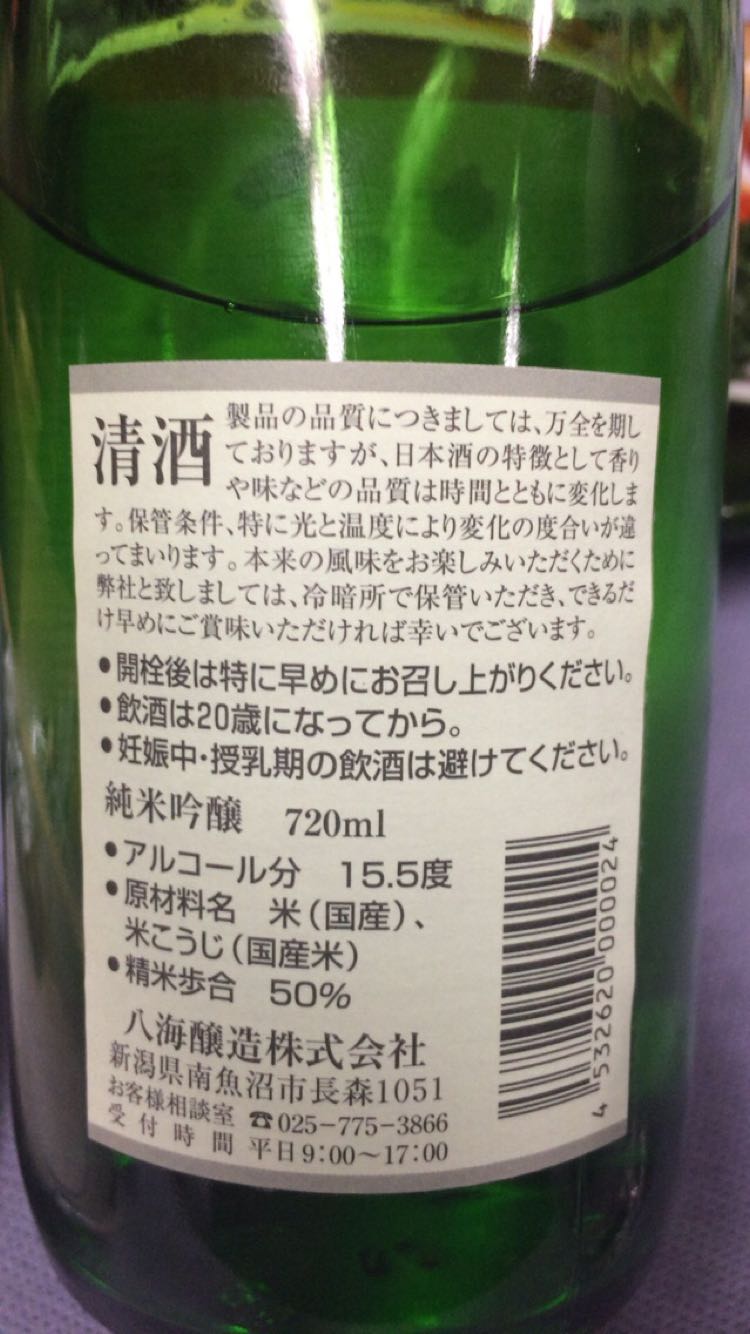 清酒
製品の品質につきましては、万全を期し
ておりますが、日本酒の特徴として香り
や味などの品質は時間とともに変化しま
す。保管条件、特に光と温度により変化の度合いが違
ってまいります。本来の風味をお楽しみいただくために
弊社と致しましては、冷暗所で保管いただき、できるだ
け早めにご賞味いただければ幸いでございます。
●開栓後は特に早めにお召し上がりください。
●飲酒は20歳になってから。
●妊娠中・授乳期の飲酒は避けてください。
純米吟醸 720ml
●アルコール分 15.5度
●原材料名 米(国産)、
米こうじ(国産米)
●精米歩合 50%
八海醸造株式会社
新潟県南魚沼市長森1051
お客様相談室 ☎025-775-3866
受付時間 平日9:00~17:00
4 532620 000024